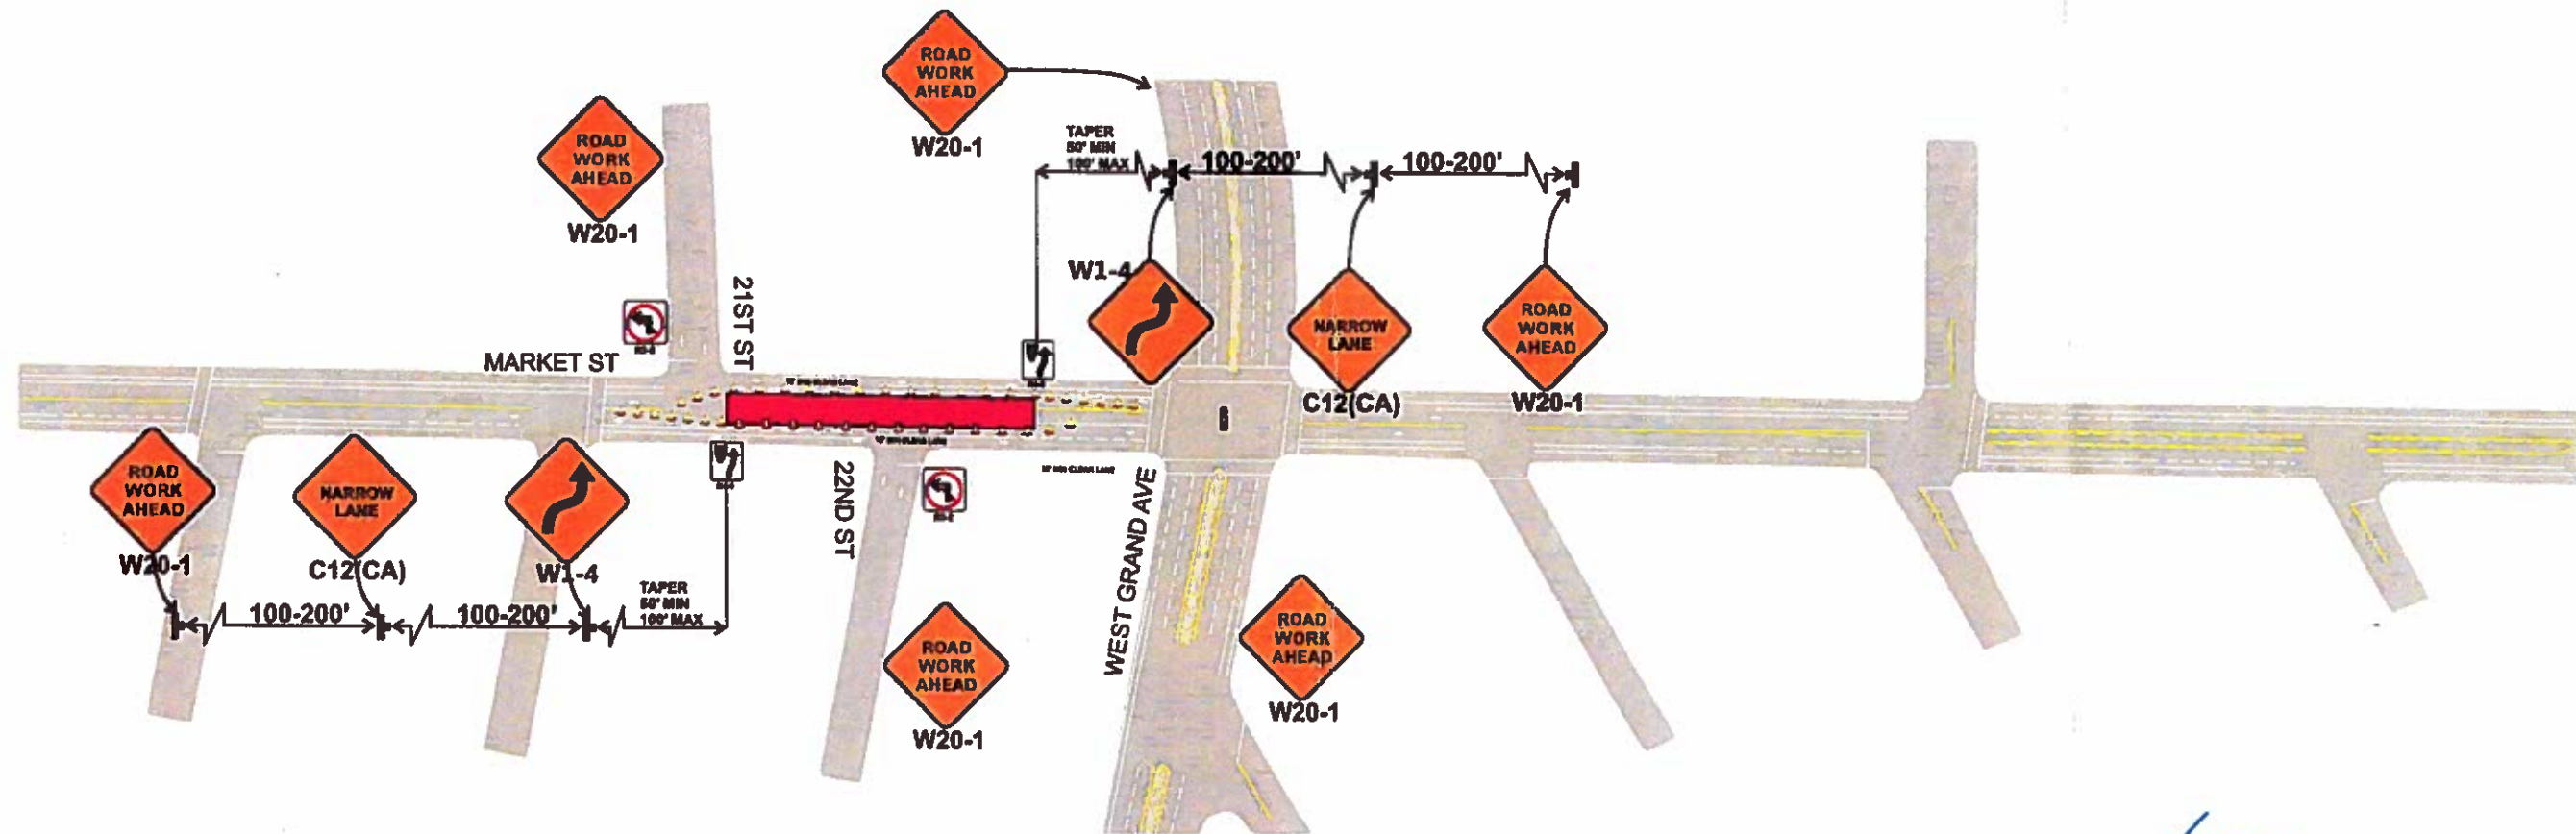 ROAD
WORK
AHEAD
W20-1
ROAD
WORK
AHEAD
W20-1
TAPER
50' MIN
100' MAX
100-200'
100-200'
W1-4
NARROW
LANE
C12(CA)
ROAD
WORK
AHEAD
W20-1
21ST ST
MARKET ST
ROAD
WORK
AHEAD
W20-1
NARROW
LANE
C12(CA)
W1-4
100-200'
100-200'
TAPER
50' MIN
100' MAX
22ND ST
WEST GRAND AVE
ROAD
WORK
AHEAD
W20-1
ROAD
WORK
AHEAD
W20-1